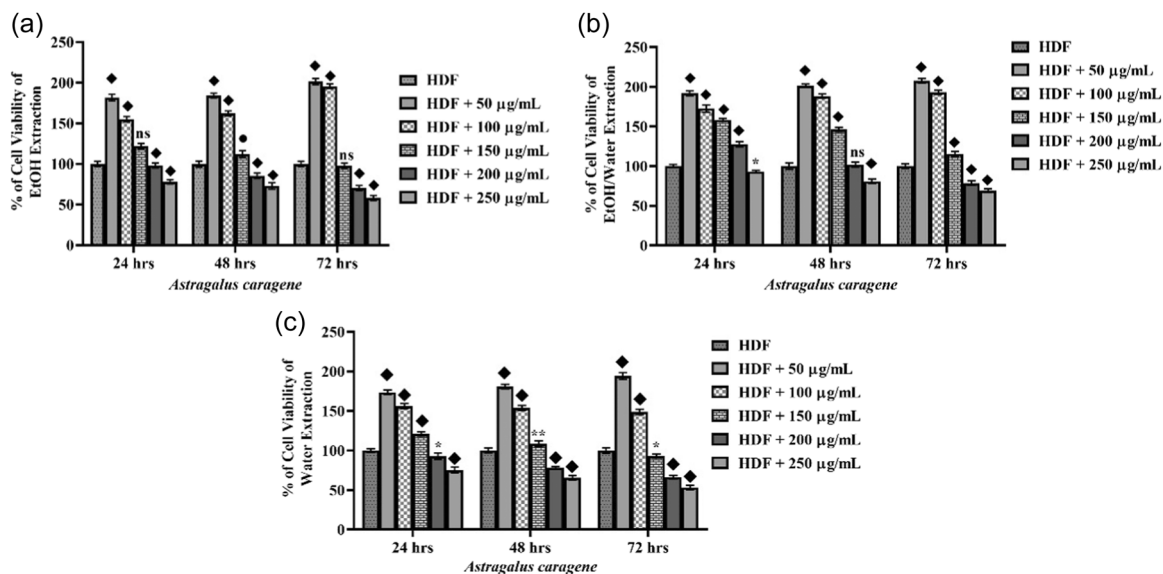 (a)
% of Cell Viability of
EtOH Extraction
250
200
150
100
50
0
ns
ns
24 hrs
48 hrs
72 hrs
Astragalus caragene
HDF
HDF + 50 µg/mL
HDF + 100 µg/mL
HDF + 150 µg/mL
HDF + 200 µg/mL
HDF + 250 µg/mL
(b)
% of Cell Viability of
EtOH/Water Extraction
250
200
150
100
50
0
*
ns
24 hrs
48 hrs
72 hrs
Astragalus caragene
HDF
HDF + 50 µg/mL
HDF + 100 µg/mL
HDF + 150 µg/mL
HDF + 200 µg/mL
HDF + 250 µg/mL
(c)
% of Cell Viability of
Water Extraction
250
200
150
100
50
0
*
**
*
24 hrs
48 hrs
72 hrs
Astragalus caragene
HDF
HDF + 50 µg/mL
HDF + 100 µg/mL
HDF + 150 µg/mL
HDF + 200 µg/mL
HDF + 250 µg/mL